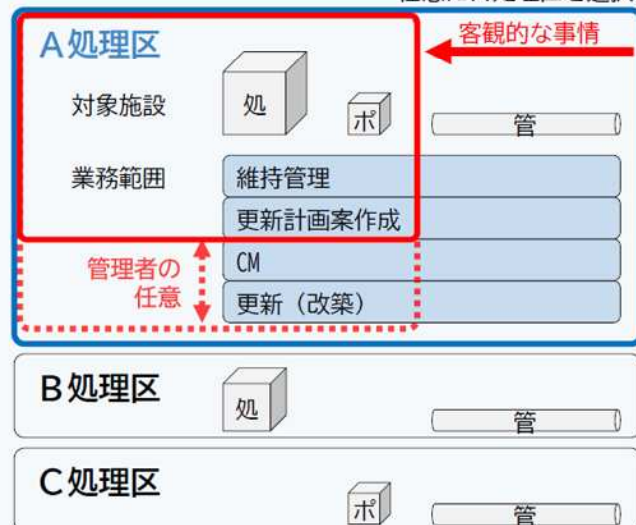 A処理区
客観的な事情
対象施設
処
ポ
管
業務範囲
維持管理
更新計画案作成
管理者の
任意
CM
更新（改築）
B処理区
処
管
C処理区
ポ
管